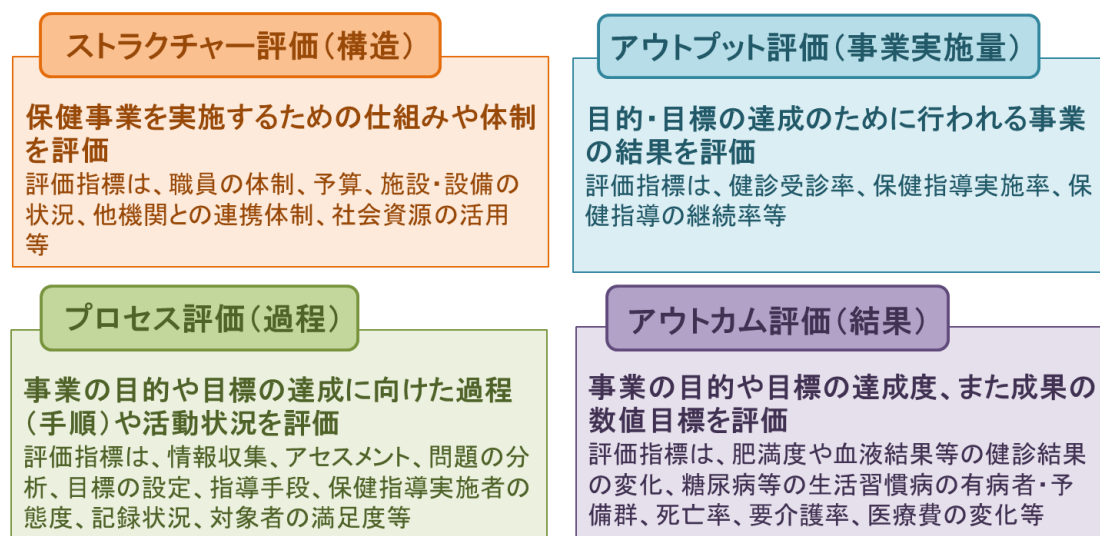 ストラクチャー評価（構造）
保健事業を実施するための仕組みや体制
を評価
評価指標は、職員の体制、予算、施設・設備の
状況、他機関との連携体制、社会資源の活用
等
アウトプット評価（事業実施量）
目的・目標の達成のために行われる事業
の結果を評価
評価指標は、健診受診率、保健指導実施率、保
健指導の継続率等
プロセス評価（過程）
事業の目的や目標の達成に向けた過程
（手順）や活動状況を評価
評価指標は、情報収集、アセスメント、問題の分
析、目標の設定、指導手段、保健指導実施者の
態度、記録状況、対象者の満足度等
アウトカム評価（結果）
事業の目的や目標の達成度、また成果の
数値目標を評価
評価指標は、肥満度や血液結果等の健診結果
の変化、糖尿病等の生活習慣病の有病者・予
備群、死亡率、要介護率、医療費の変化等